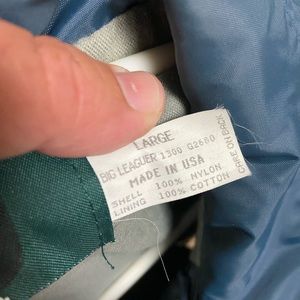 LARGE
BIG LEAGUER 1300 G2680
MADE IN USA
SHELL 100% NYLON
LINING 100% COTTON
CARE ON BACK